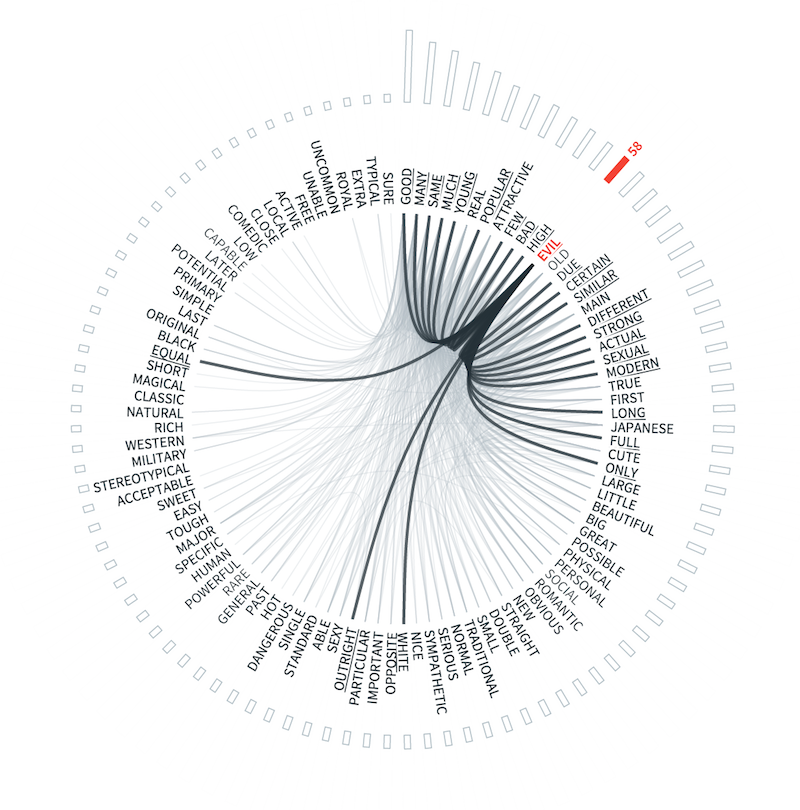 GOOD
MANY
SAME
MUCH
YOUNG
REAL
POPULAR
ATTRACTIVE
FEW
BAD
HIGH
EVIL
58
OLD
DUE
CERTAIN
SIMILAR
MAIN
DIFFERENT
STRONG
ACTUAL
SEXUAL
MODERN
TRUE
FIRST
LONG
JAPANESE
FULL
CUTE
ONLY
LARGE
LITTLE
BEAUTIFUL
BIG
GREAT
POSSIBLE
PHYSICAL
PERSONAL
SOCIAL
ROMANTIC
OBVIOUS
NEW
STRAIGHT
DOUBLE
SMALL
TRADITIONAL
NORMAL
SERIOUS
SYMPATHETIC
NICE
WHITE
OPPOSITE
IMPORTANT
PARTICULAR
OUTRIGHT
SEXY
ABLE
STANDARD
SINGLE
DANGEROUS
HOT
PAST
GENERAL
RARE
POWERFUL
HUMAN
SPECIFIC
MAJOR
TOUGH
EASY
SWEET
ACCEPTABLE
STEREOTYPICAL
MILITARY
WESTERN
RICH
NATURAL
CLASSIC
MAGICAL
SHORT
EQUAL
BLACK
ORIGINAL
LAST
SIMPLE
PRIMARY
POTENTIAL
LATER
CAPABLE
LOW
COMEDIC
CLOSE
LOCAL
ACTIVE
FREE
UNABLE
UNCOMMON
ROYAL
EXTRA
TYPICAL
SURE